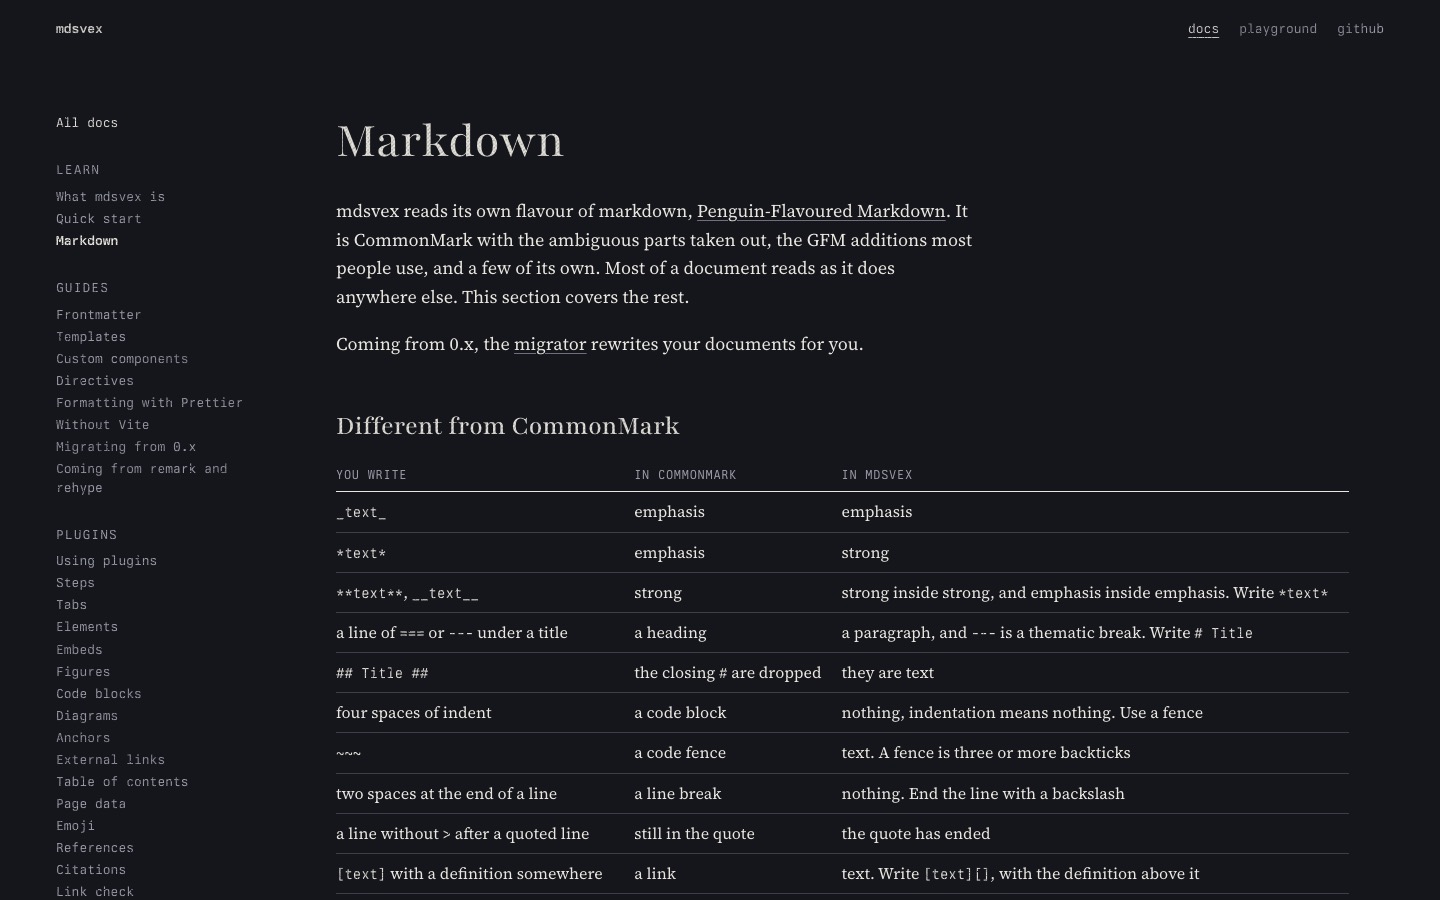 mdsvex
docs playground github
All docs
LEARN
What mdsvex is
Quick start
Markdown
GUIDES
Frontmatter
Templates
Custom components
Directives
Formatting with Prettier
Without Vite
Migrating from 0.x
Coming from remark and
rehype
PLUGINS
Using plugins
Steps
Tabs
Elements
Embeds
Figures
Code blocks
Diagrams
Anchors
External links
Table of contents
Page data
Emoji
References
Citations
Link check
Markdown
mdsvex reads its own flavour of markdown, Penguin-Flavoured Markdown. It
is CommonMark with the ambiguous parts taken out, the GFM additions most
people use, and a few of its own. Most of a document reads as it does
anywhere else. This section covers the rest.
Coming from 0.x, the migrator rewrites your documents for you.
Different from CommonMark
YOU WRITE IN COMMONMARK IN MDSVEX
_text_ emphasis emphasis
*text* emphasis strong
**text**, __text__ strong strong inside strong, and emphasis inside emphasis. Write *text*
a line of === or --- under a title a heading a paragraph, and --- is a thematic break. Write # Title
## Title ## the closing # are dropped they are text
four spaces of indent a code block nothing, indentation means nothing. Use a fence
~~~ a code fence text. A fence is three or more backticks
two spaces at the end of a line a line break nothing. End the line with a backslash
a line without > after a quoted line still in the quote the quote has ended
[text] with a definition somewhere a link text. Write [text][], with the definition above it